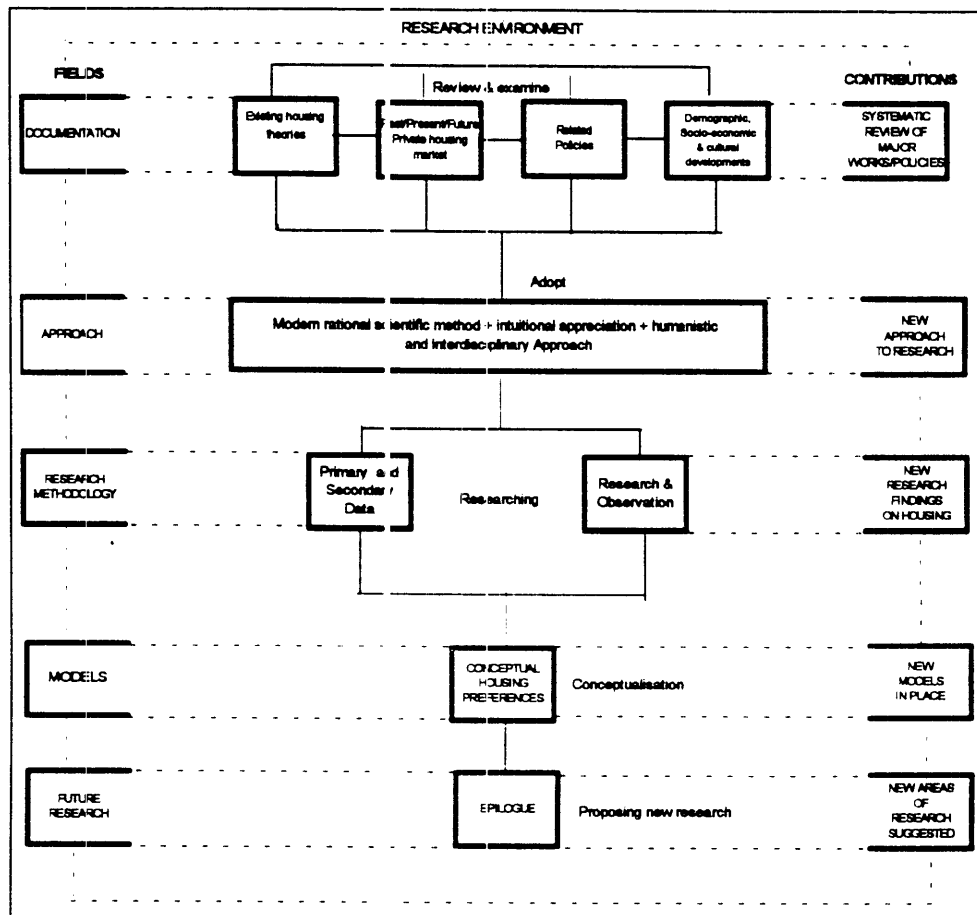 RESEARCH ENVIRONMENT
FIELDS
CONTRIBUTIONS
Review & examine
DOCUMENTATION
Existing housing
theories
Past/Present/Future
Private housing
market
Related
Policies
Demographic,
Socio-economic
& cultural
developments
SYSTEMATIC
REVIEW OF
MAJOR
WORKS/POLICIES
Adopt
APPROACH
Modern rational scientific method + intuitional appreciation + humanistic
and Interdisciplinary Approach
NEW
APPROACH
TO RESEARCH
RESEARCH
METHODOLOGY
Primary and
Secondary
Data
Researching
Research &
Observation
NEW
RESEARCH
FINDINGS
ON HOUSING
MODELS
CONCEPTUAL
HOUSING
PREFERENCES
Conceptualisation
NEW
MODELS
IN PLACE
FUTURE
RESEARCH
EPILOGUE
Proposing new research
NEW AREAS
OF
RESEARCH
SUGGESTED